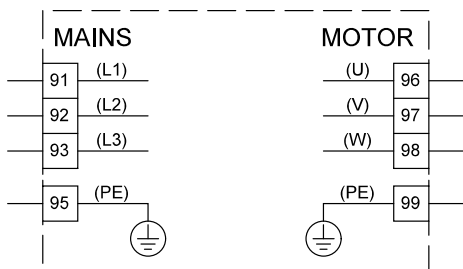 MAINS MOTOR
91 (L1) (U) 96
92 (L2) (V) 97
93 (L3) (W) 98
95 (PE) (PE) 99